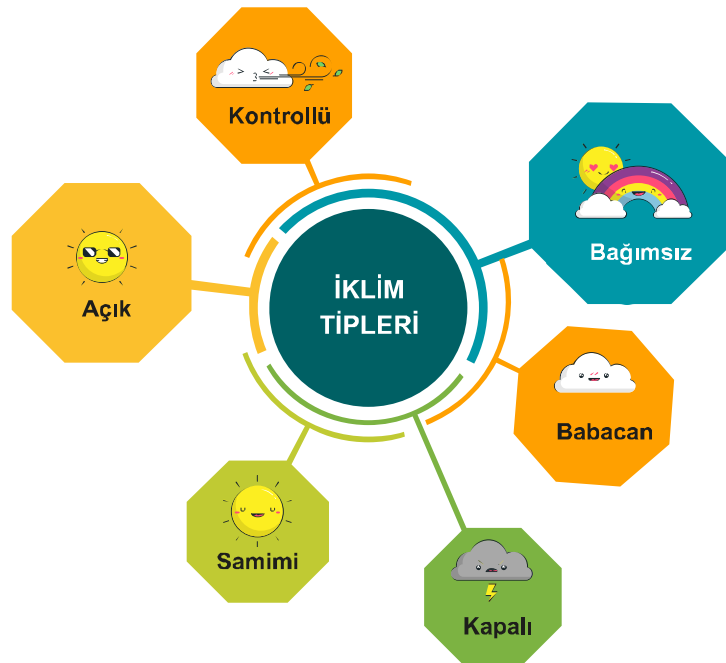 Kontrollü
Bağımsız
Açık
İKLİM
TİPLERİ
Babacan
Samimi
Kapalı